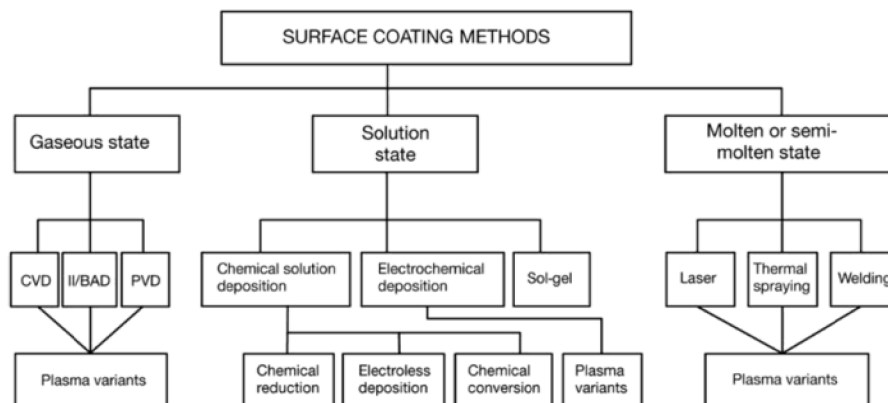 SURFACE COATING METHODS
Gaseous state
Solution
state
Molten or semi-
molten state
CVD
II/BAD
PVD
Chemical solution
deposition
Electrochemical
deposition
Sol-gel
Laser
Thermal
spraying
Welding
Plasma variants
Chemical
reduction
Electroless
deposition
Chemical
conversion
Plasma
variants
Plasma variants